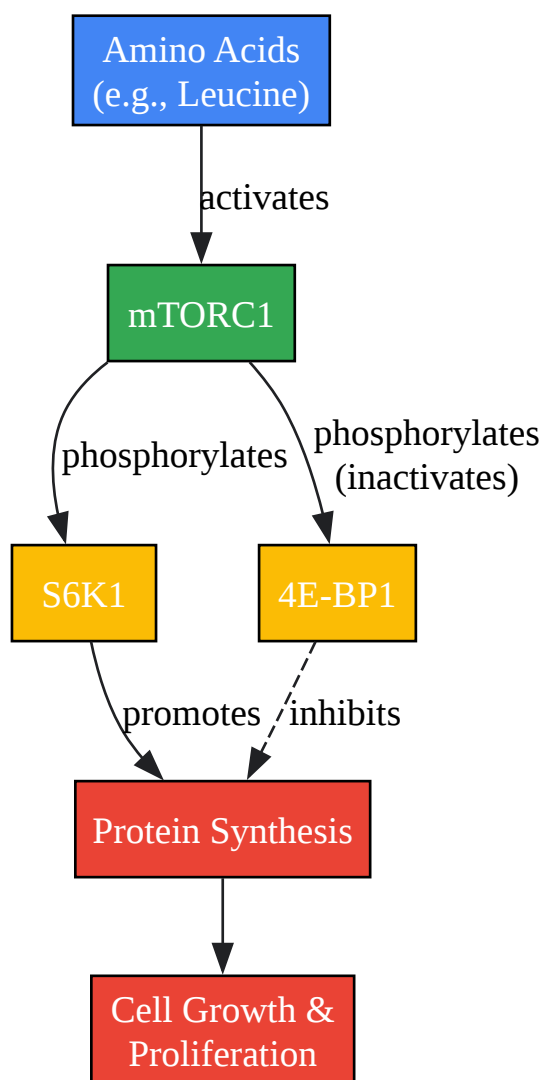 Amino Acids
(e.g., Leucine)
activates
mTORC1
phosphorylates
phosphorylates
(inactivates)
S6K1
4E-BP1
promotes
inhibits
Protein Synthesis
Cell Growth &
Proliferation